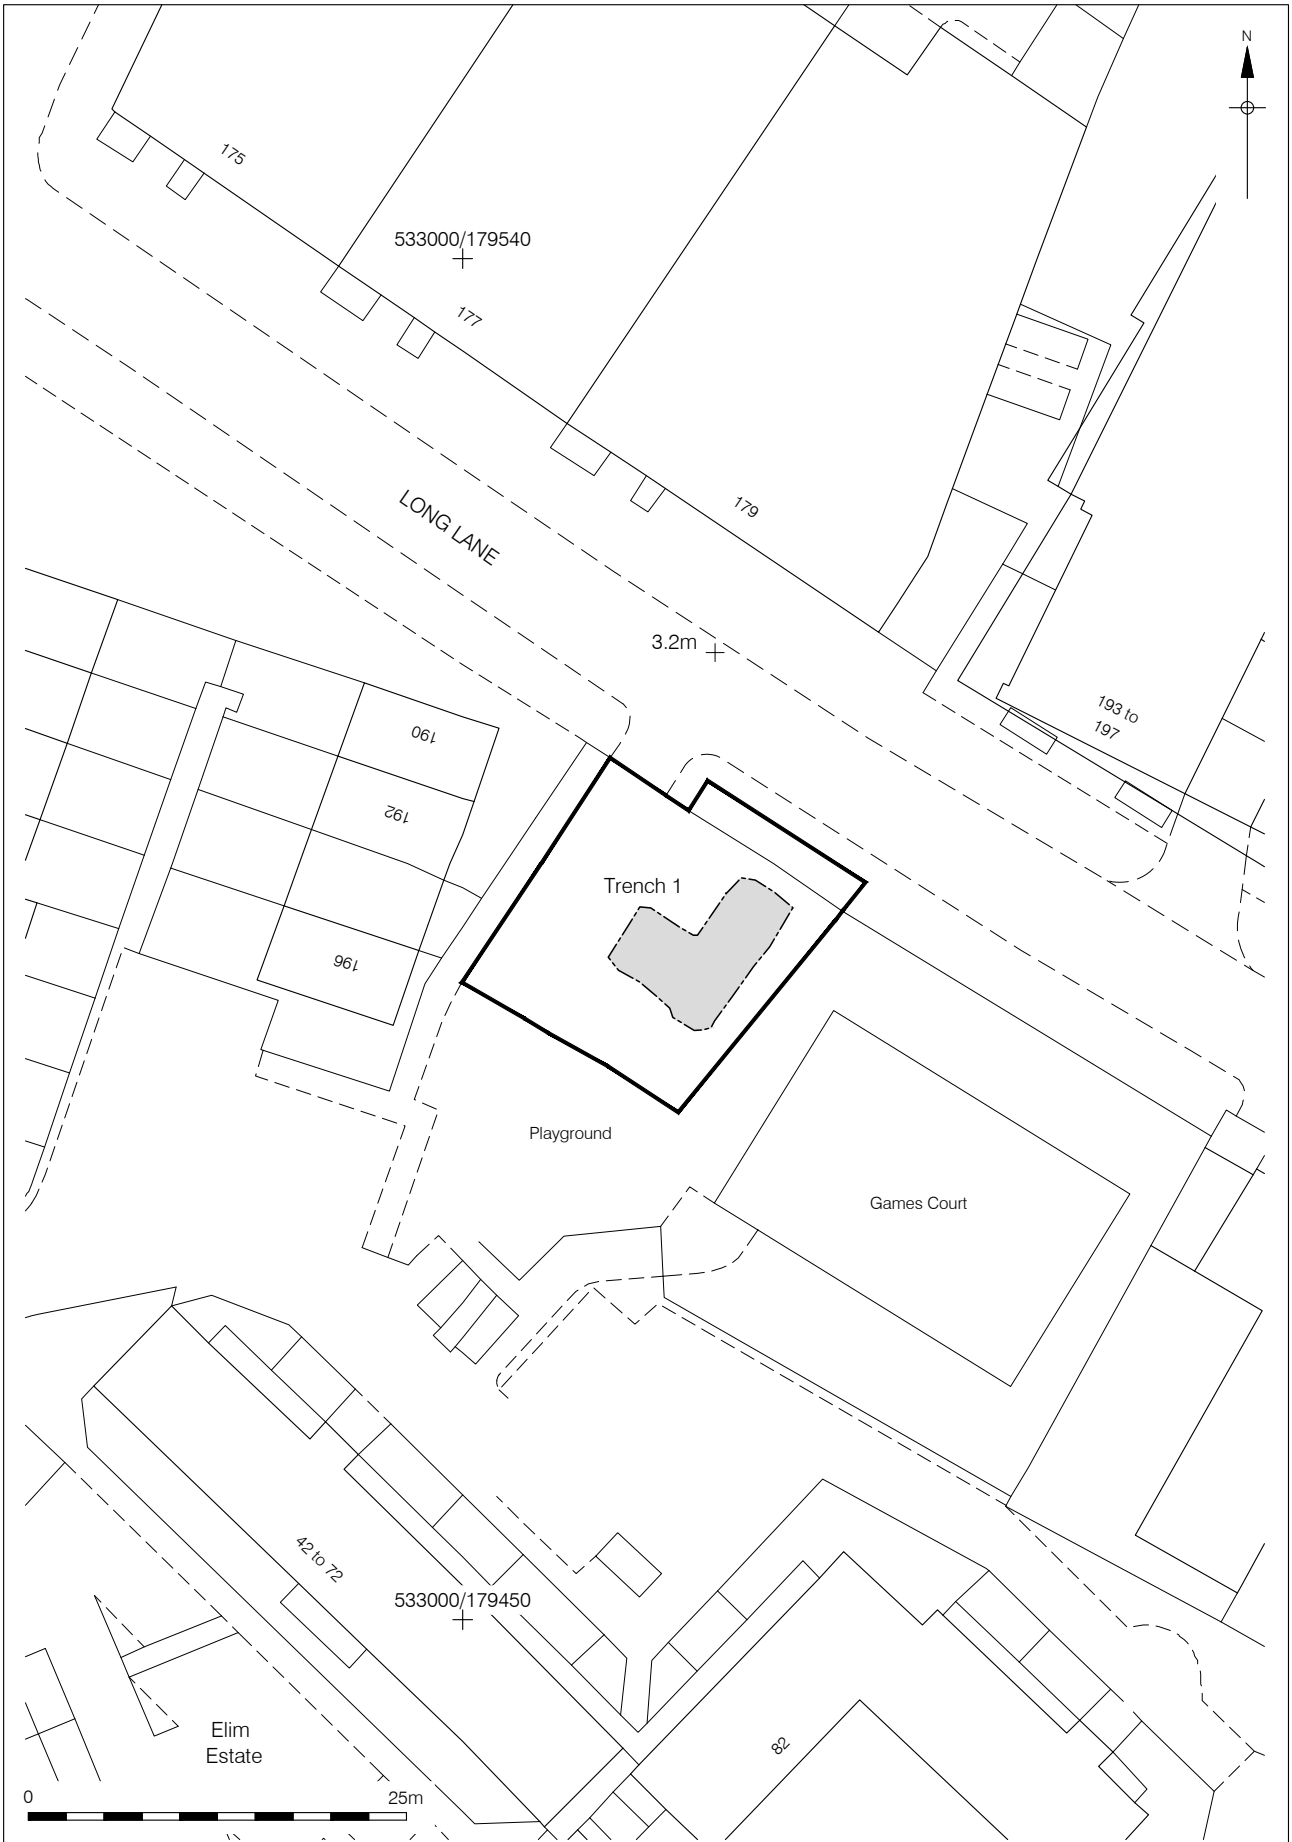 N
175
533000/179540
177
179
LONG LANE
3.2m
193 to
197
190
192
Trench 1
196
Playground
Games Court
42 to 72
533000/179450
Elim
Estate
82
0
25m